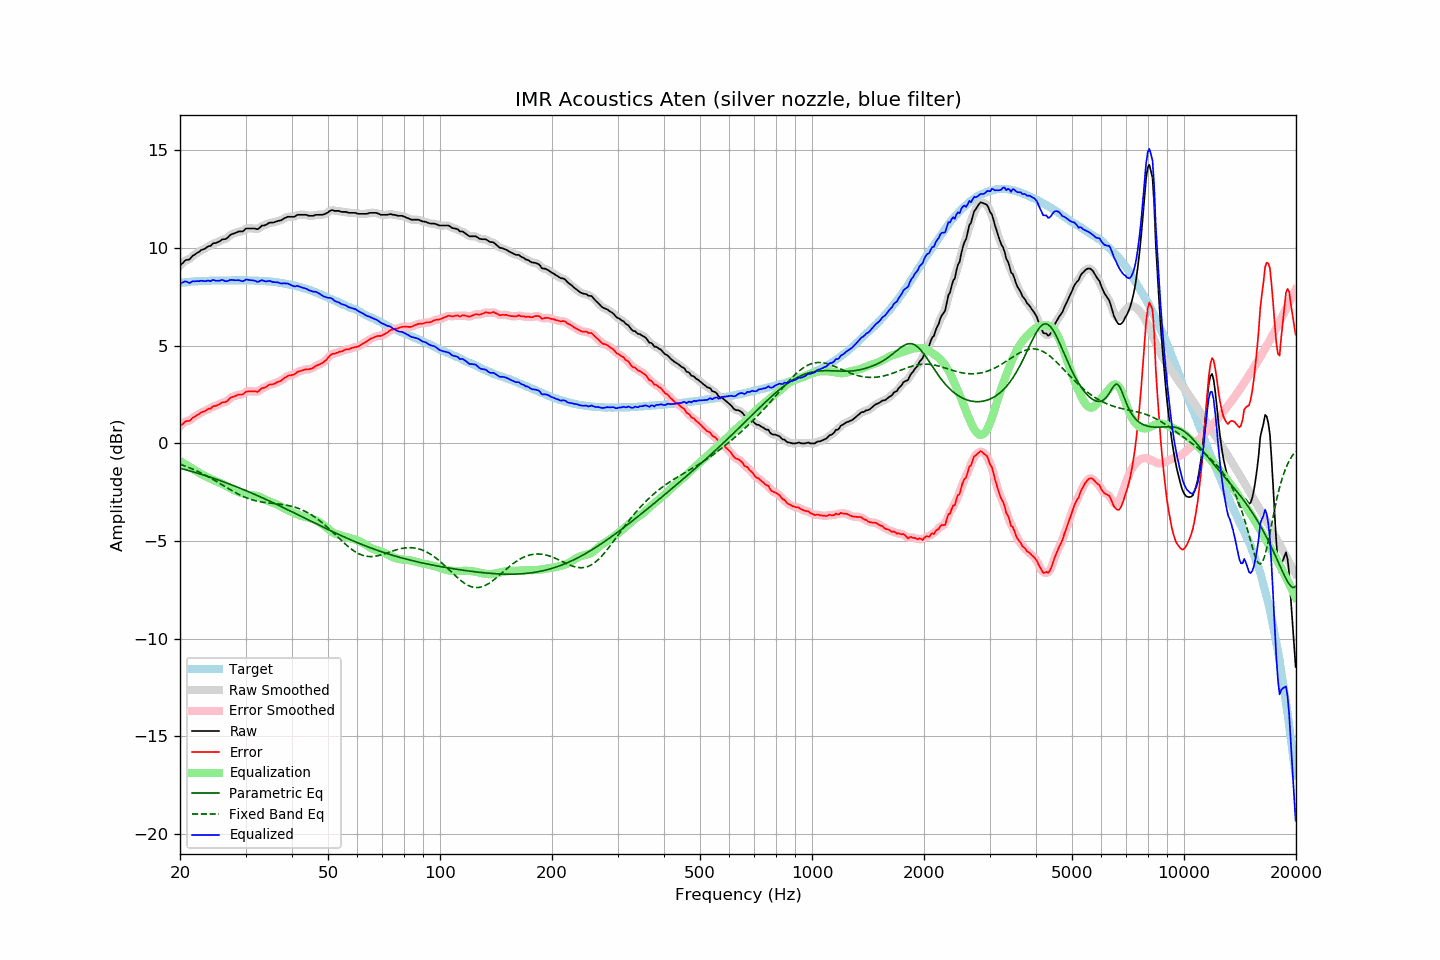 IMR Acoustics Aten (silver nozzle, blue filter)
Amplitude (dBr)
15
10
5
0
−5
−10
−15
−20
Target
Raw Smoothed
Error Smoothed
Raw
Error
Equalization
Parametric Eq
Fixed Band Eq
Equalized
20 50 100 200 500 1000 2000 5000 10000 20000
Frequency (Hz)